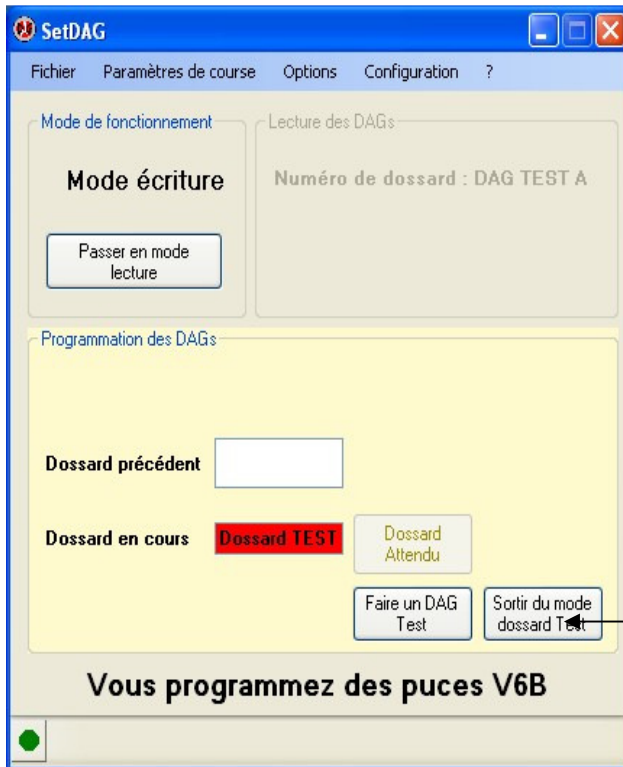 SetDAG
Fichier Paramètres de course Options Configuration ?
Mode de fonctionnement
Mode écriture
Passer en mode
lecture
Lecture des DAGs
Numéro de dossard : DAG TEST A
Programmation des DAGs
Dossard précédent
Dossard en cours Dossard TEST
Dossard
Attendu
Faire un DAG
Test
Sortir du mode
dossard Test
Vous programmez des puces V6B